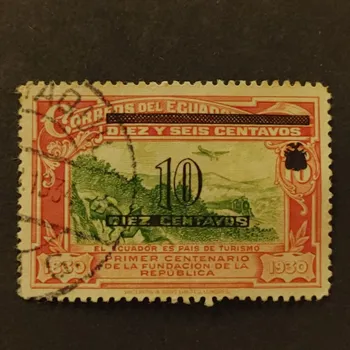 CORREOS DEL ECUADOR
DIEZ Y SEIS CENTAVOS
10
DIEZ CENTAVOS
EL ECUADOR ES PAIS DE TURISMO
1830 PRIMER CENTENARIO 1930
DE LA FUNDACION DE LA
REPÚBLICA